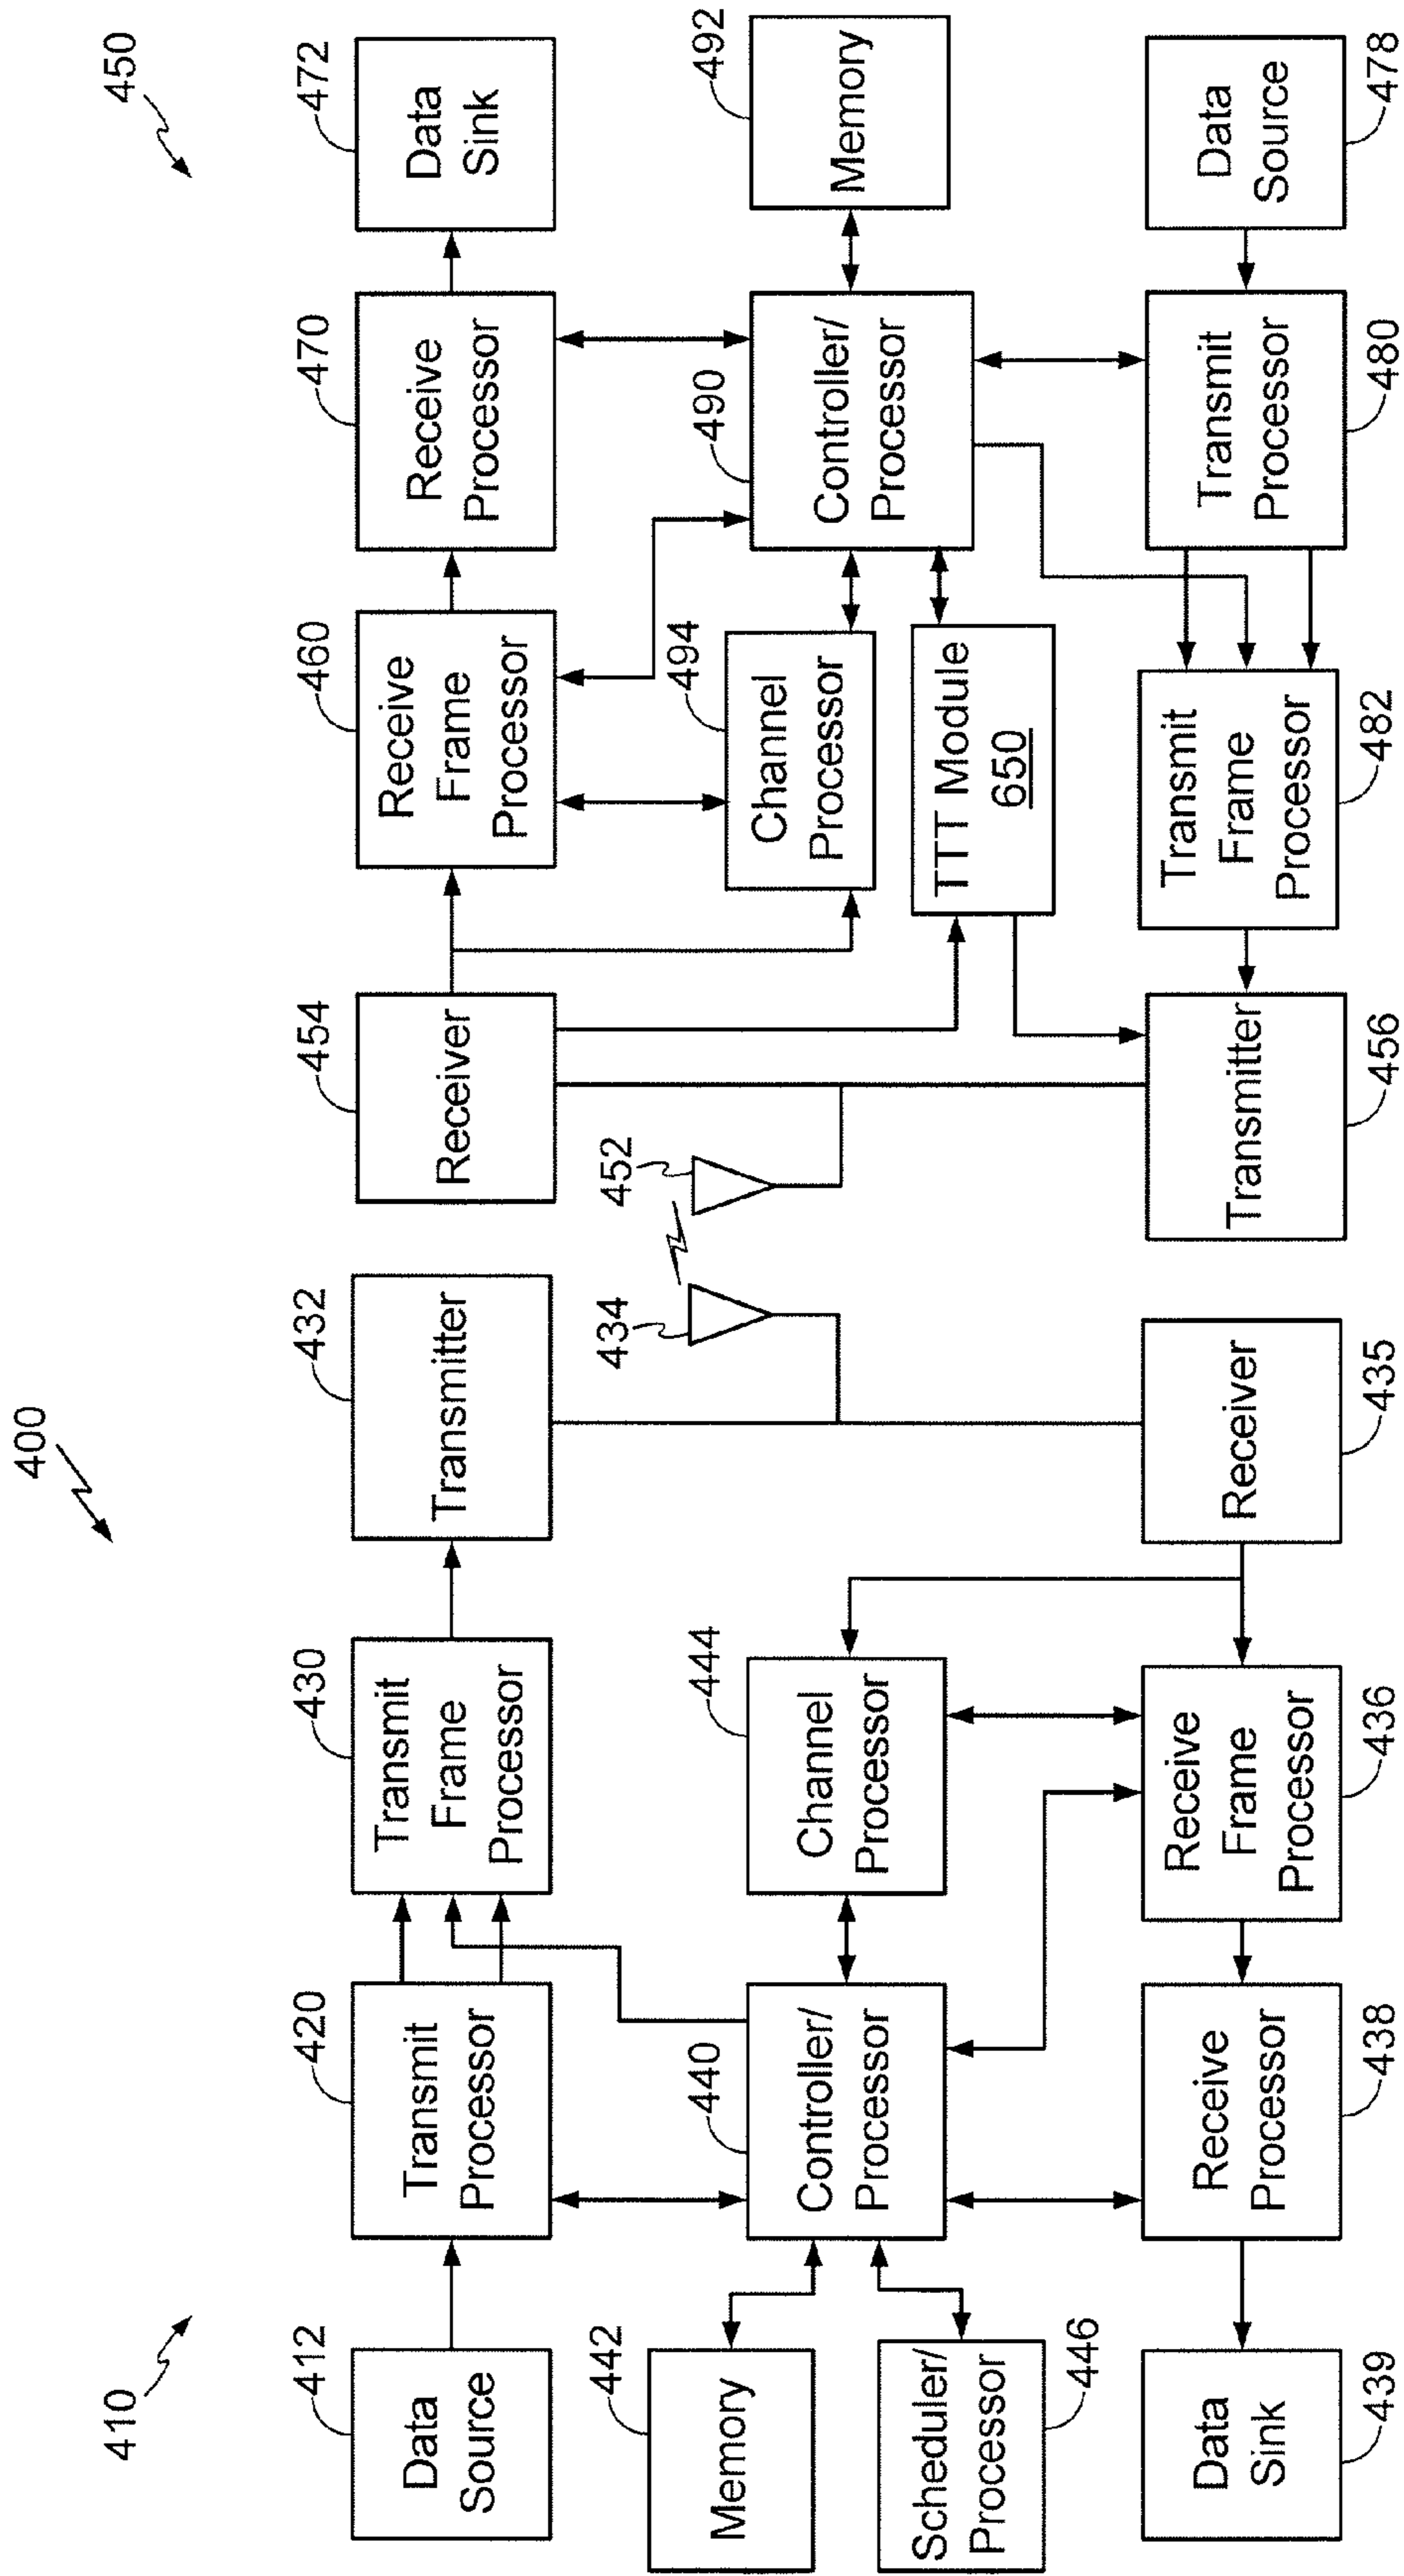 400
410
450
412
Data
Source
420
Transmit
Processor
430
Transmit
Frame
Processor
432
Transmitter
454
Receiver
460
Receive
Frame
Processor
470
Receive
Processor
472
Data
Sink
442
Memory
440
Controller/
Processor
444
Channel
Processor
434
452
494
Channel
Processor
490
Controller/
Processor
492
Memory
Scheduler/
Processor
446
TTT Module
650
Data
Sink
439
Receive
Processor
438
Receive
Frame
Processor
436
Receiver
435
Transmitter
456
Transmit
Frame
Processor
482
Transmit
Processor
480
Data
Source
478